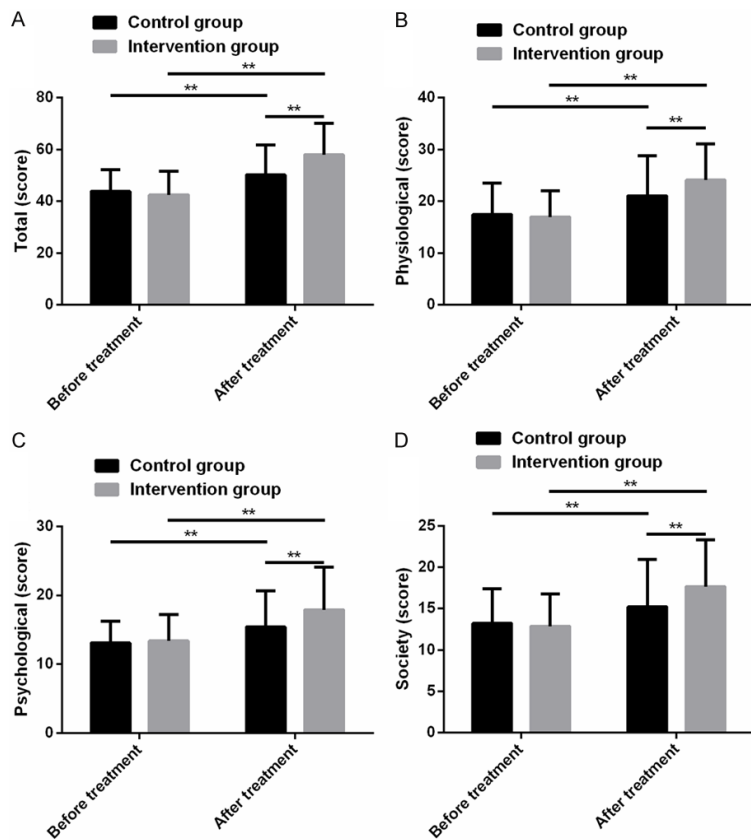 A
Control group
Intervention group
**
**
**
Total (score)
80
60
40
20
0
Before treatment
After treatment
B
Control group
Intervention group
**
**
**
Physiological (score)
40
30
20
10
0
Before treatment
After treatment
C
Control group
Intervention group
**
**
**
Psychological (score)
30
20
10
0
Before treatment
After treatment
D
Control group
Intervention group
**
**
**
Society (score)
25
20
15
10
5
0
Before treatment
After treatment